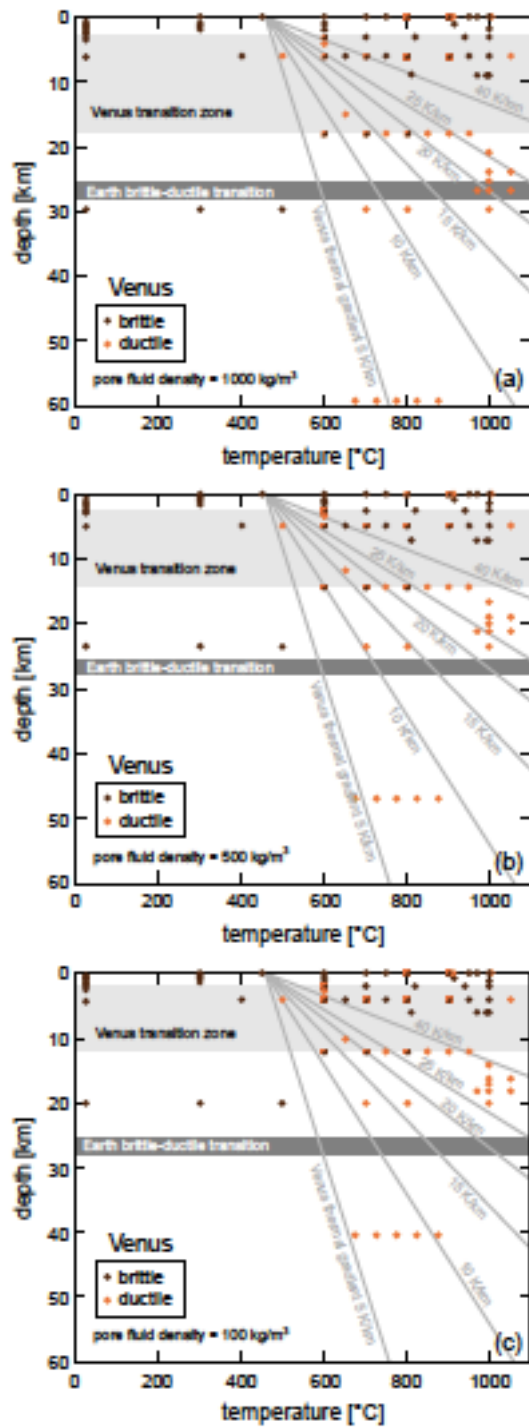 0
10
20
30
40
50
60
depth [km]
40 K/km
25 K/km
20 K/km
15 K/km
10 K/km
Venus thermal gradient 5 K/km
Venus transition zone
Earth brittle-ductile transition
Venus
brittle
ductile
pore fluid density = 1000 kg/m³
(a)
0 200 400 600 800 1000
temperature [°C]
0
10
20
30
40
50
60
depth [km]
40 K/km
25 K/km
20 K/km
15 K/km
10 K/km
Venus thermal gradient 5 K/km
Venus transition zone
Earth brittle-ductile transition
Venus
brittle
ductile
pore fluid density = 500 kg/m³
(b)
0 200 400 600 800 1000
temperature [°C]
0
10
20
30
40
50
60
depth [km]
40 K/km
25 K/km
20 K/km
15 K/km
10 K/km
Venus thermal gradient 5 K/km
Venus transition zone
Earth brittle-ductile transition
Venus
brittle
ductile
pore fluid density = 100 kg/m³
(c)
0 200 400 600 800 1000
temperature [°C]